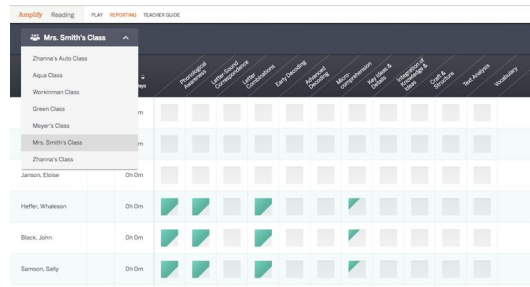 Amplify Reading PLAY REPORTING TEACHER GUIDE
Mrs. Smith's Class
Zhanna's Auto Class
Aqua Class
Workinman Class
Green Class
Meyer's Class
Mrs. Smith's Class
Zhanna's Class
Phonological Awareness
Letter Sound Correspondence
Letter Combinations
Early Decoding
Advanced Decoding
Micro-comprehension
Key Ideas & Details
Integration of Knowledge & Ideas
Craft & Structure
Text Analysis
Vocabulary
Janson, Eloise 0h 0m
Heffer, Whaleson 0h 0m
Black, John 0h 0m
Samson, Sally 0h 0m